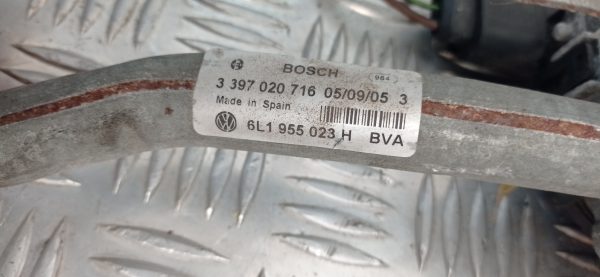 BOSCH 984
3 397 020 716 05/09/05 3
Made in Spain
6L1 955 023 H BVA